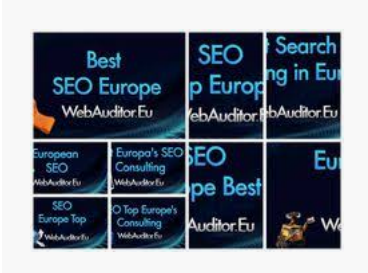 Best
SEO Europe
WebAuditor.Eu
SEO
p Europ
WebAuditor.E
Search
ng in Eu
bAuditor.Eu
European
SEO
WebAuditor.Eu
Europa's SEO
Consulting
WebAuditor.Eu
SEO
Europe Top
WebAuditor.Eu
O Top Europe's
Consulting
WebAuditor.Eu
SEO
pe Best
Auditor.Eu
Eu
W